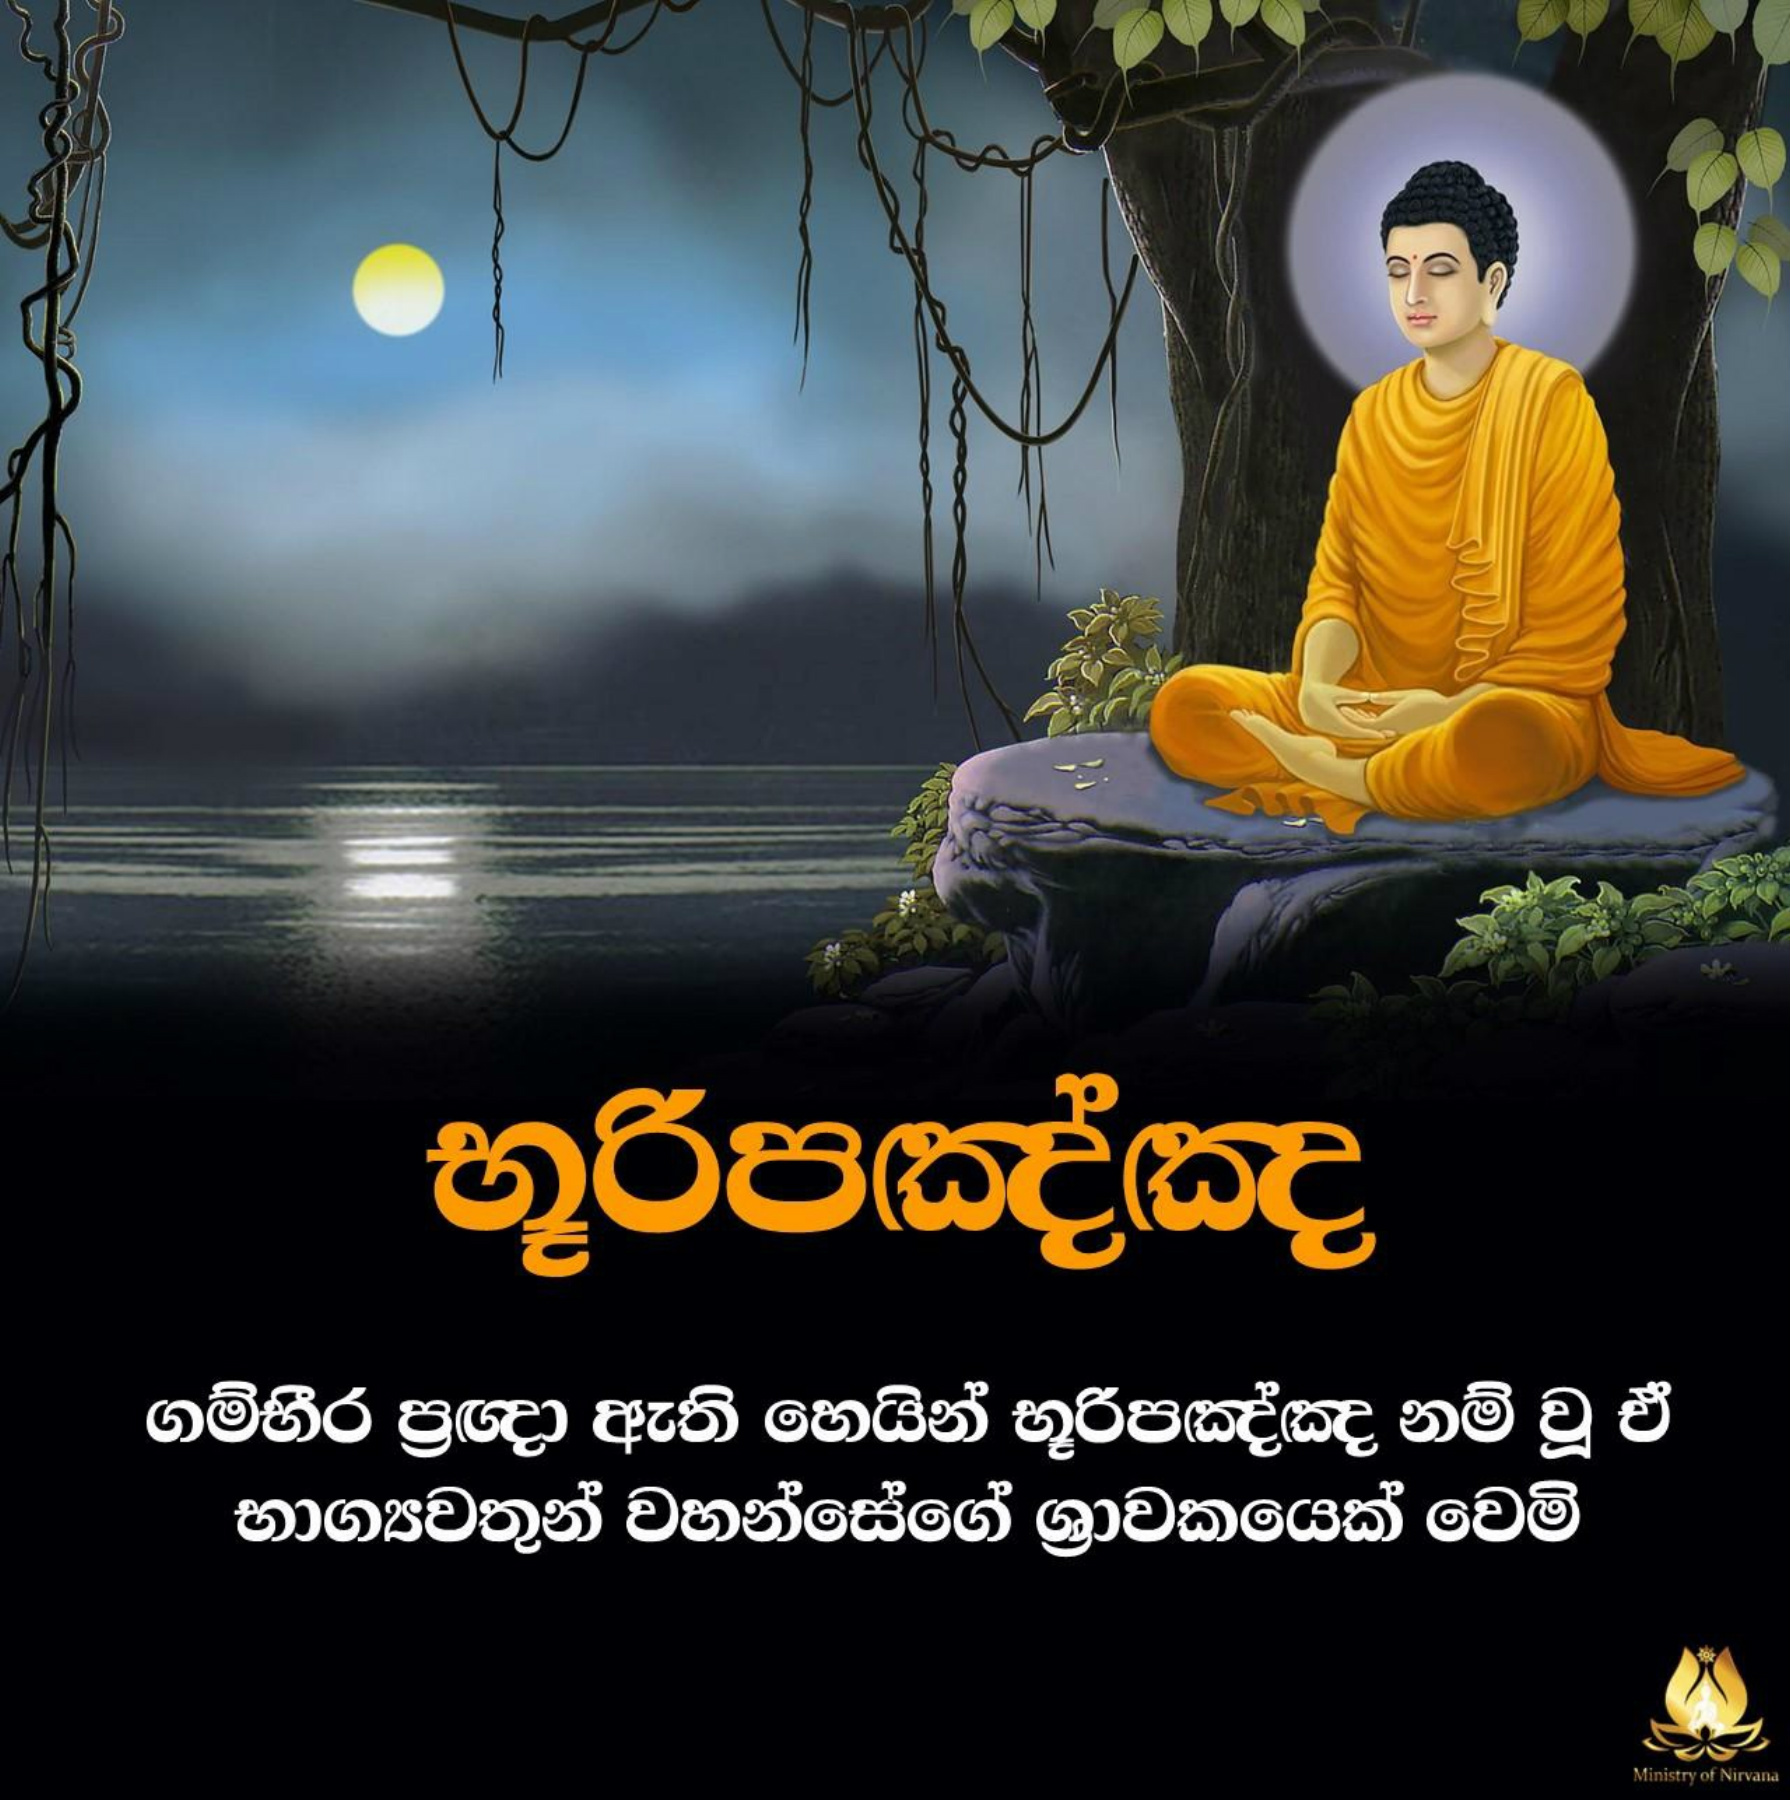 භූරිපඤ්ඤ
ගම්භීර ප්‍රඥා ඇති හෙයින් භූරිපඤ්ඤ නම් වූ ඒ
භාග්‍යවතුන් වහන්සේගේ ශ්‍රාවකයෙක් වෙමි
Ministry of Nirvana